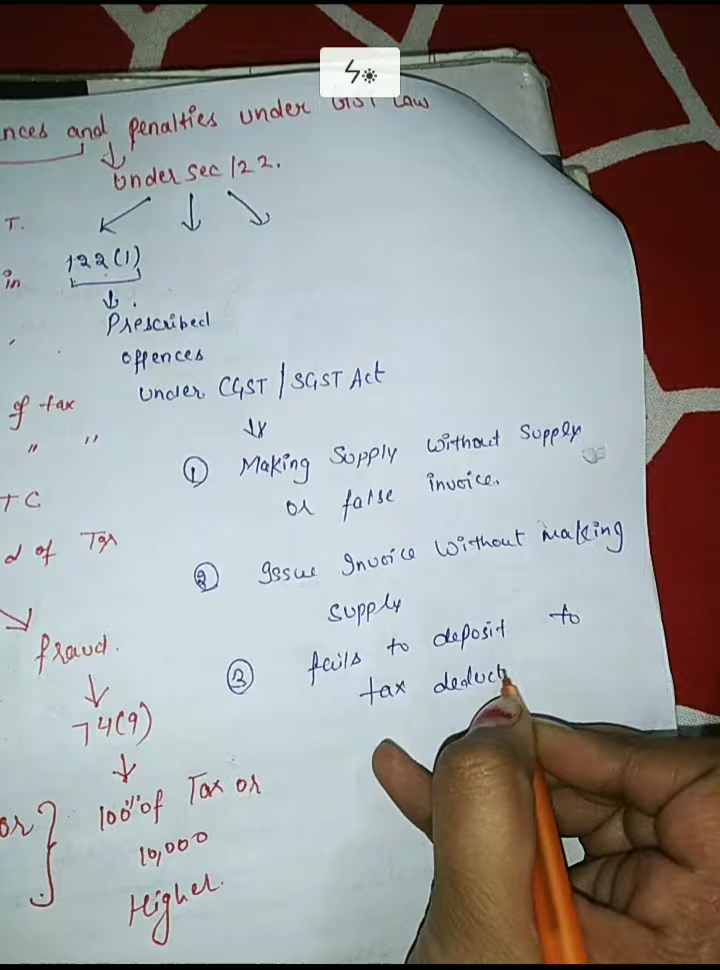 nces and penalties under GST Law
Under Sec 122.
T.
in
122(1)
Prescribed
offences
Under CGST / SGST Act
of tax
" "
① Making Supply without Supply
or false invoice.
TC
d of Tax
② Issue Invoice without making
supply
fraud.
③ fails to deposit to
tax deduct
74(9)
or } 100% of Tax or
10,000
Higher.